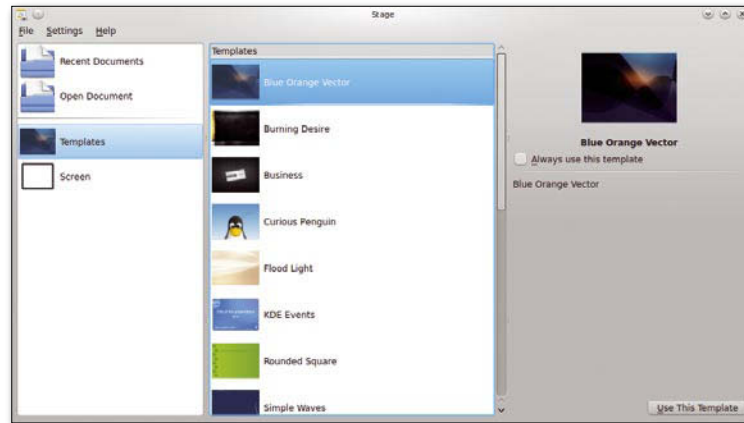 Stage
File Settings Help
Recent Documents
Open Document
Templates
Screen
Templates
Blue Orange Vector
Burning Desire
Business
Curious Penguin
Flood Light
KDE Events
Rounded Square
Simple Waves
Blue Orange Vector
Always use this template
Blue Orange Vector
Use This Template